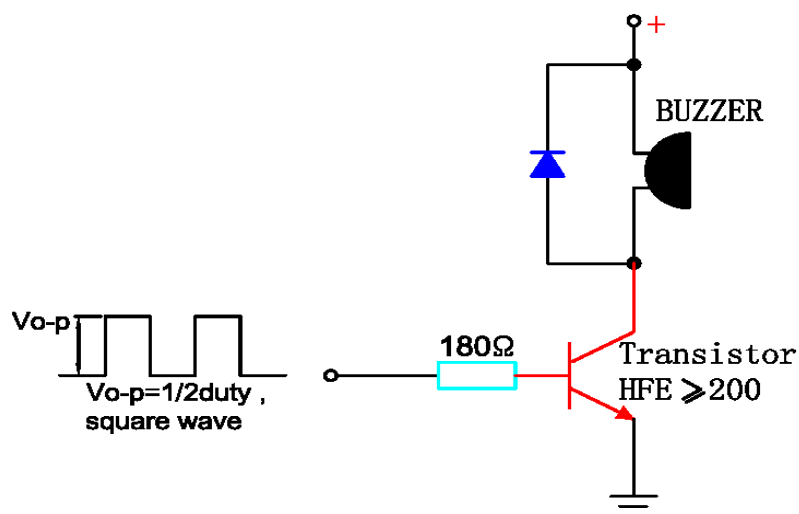 +
BUZZER
Vo-p
180Ω
Transistor
HFE ≥200
Vo-p=1/2duty ,
square wave